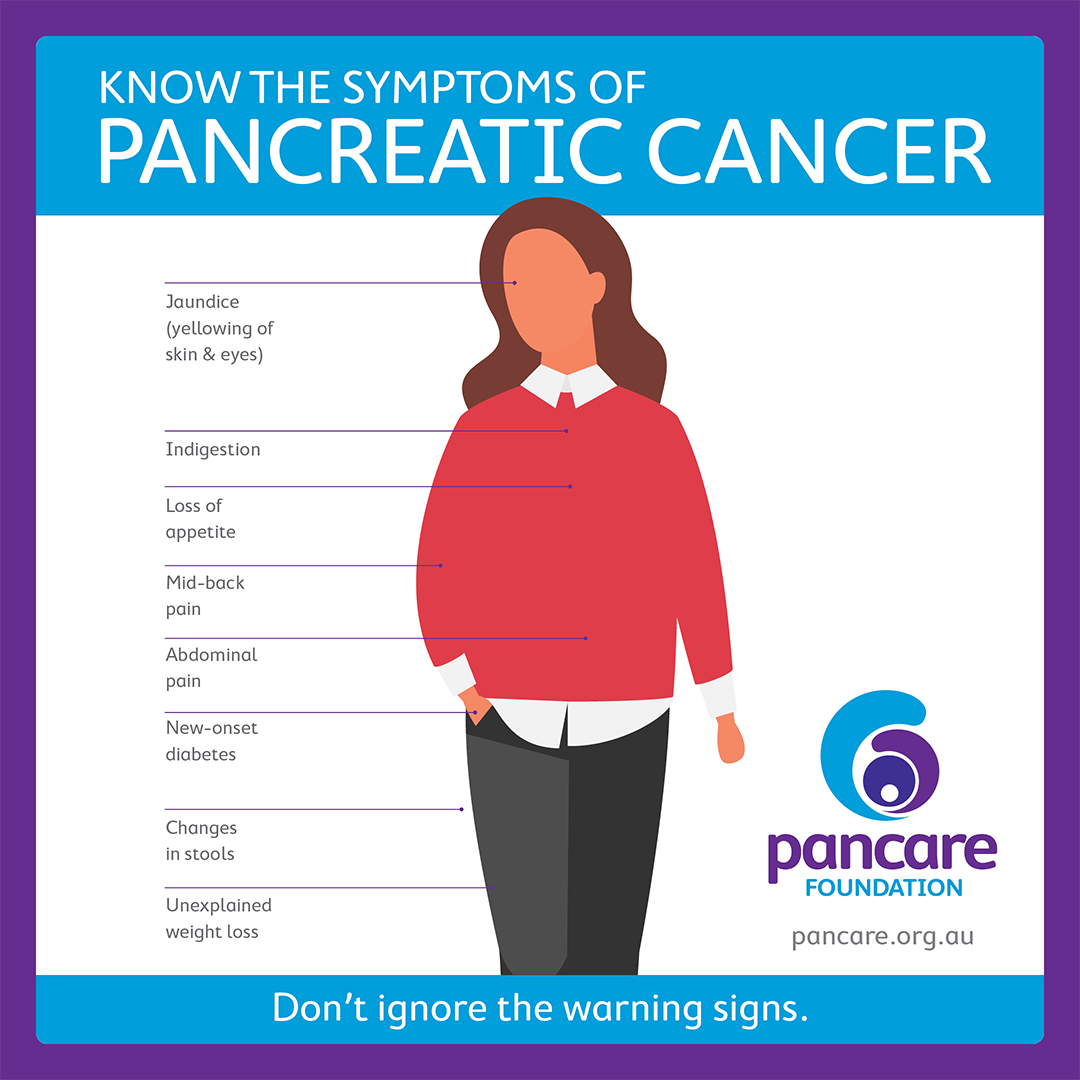 KNOW THE SYMPTOMS OF
PANCREATIC CANCER
Jaundice
(yellowing of
skin & eyes)
Indigestion
Loss of
appetite
Mid-back
pain
Abdominal
pain
New-onset
diabetes
Changes
in stools
Unexplained
weight loss
pancare
FOUNDATION
pancare.org.au
Don't ignore the warning signs.